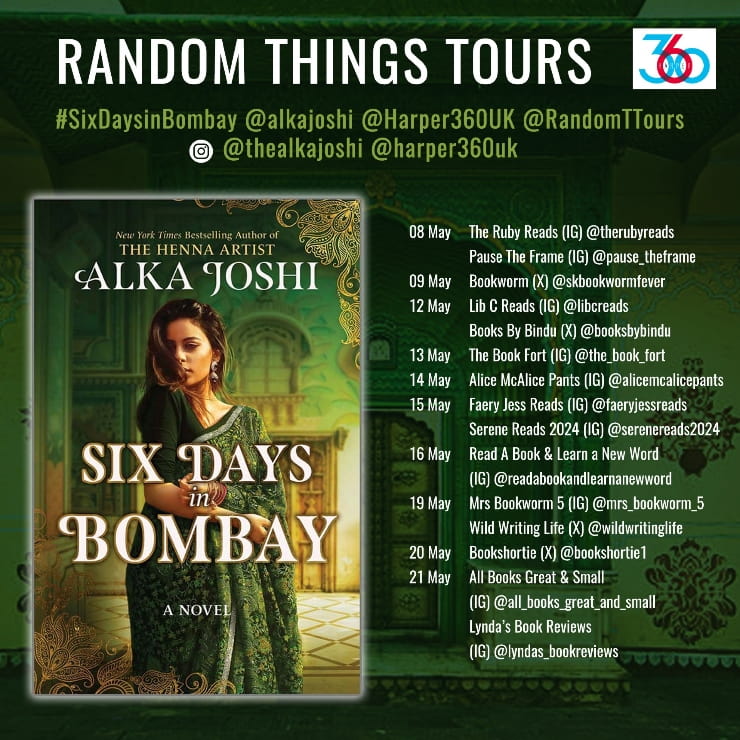 RANDOM THINGS TOURS
360
#SixDaysinBombay @alkajoshi @Harper360UK @RandomTTours
@thealkajoshi @harper360uk
New York Times Bestselling Author of
THE HENNA ARTIST
ALKA JOSHI
SIX DAYS
in
BOMBAY
A NOVEL
08 May The Ruby Reads (IG) @therubyreads
Pause The Frame (IG) @pause_theframe
09 May Bookworm (X) @skbookwormfever
12 May Lib C Reads (IG) @libcreads
Books By Bindu (X) @booksbybindu
13 May The Book Fort (IG) @the_book_fort
14 May Alice McAlice Pants (IG) @alicemcalicepants
15 May Faery Jess Reads (IG) @faeryjessreads
Serene Reads 2024 (IG) @serenereads2024
16 May Read A Book & Learn a New Word
(IG) @readabookandlearnanewword
19 May Mrs Bookworm 5 (IG) @mrs_bookworm_5
Wild Writing Life (X) @wildwritinglife
20 May Bookshortie (X) @bookshortie1
21 May All Books Great & Small
(IG) @all_books_great_and_small
Lynda's Book Reviews
(IG) @lyndas_bookreviews